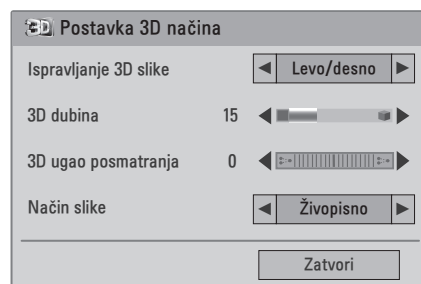 3D Postavka 3D načina
Ispravljanje 3D slike Levo/desno
3D dubina 15
3D ugao posmatranja 0
Način slike Živopisno
Zatvori